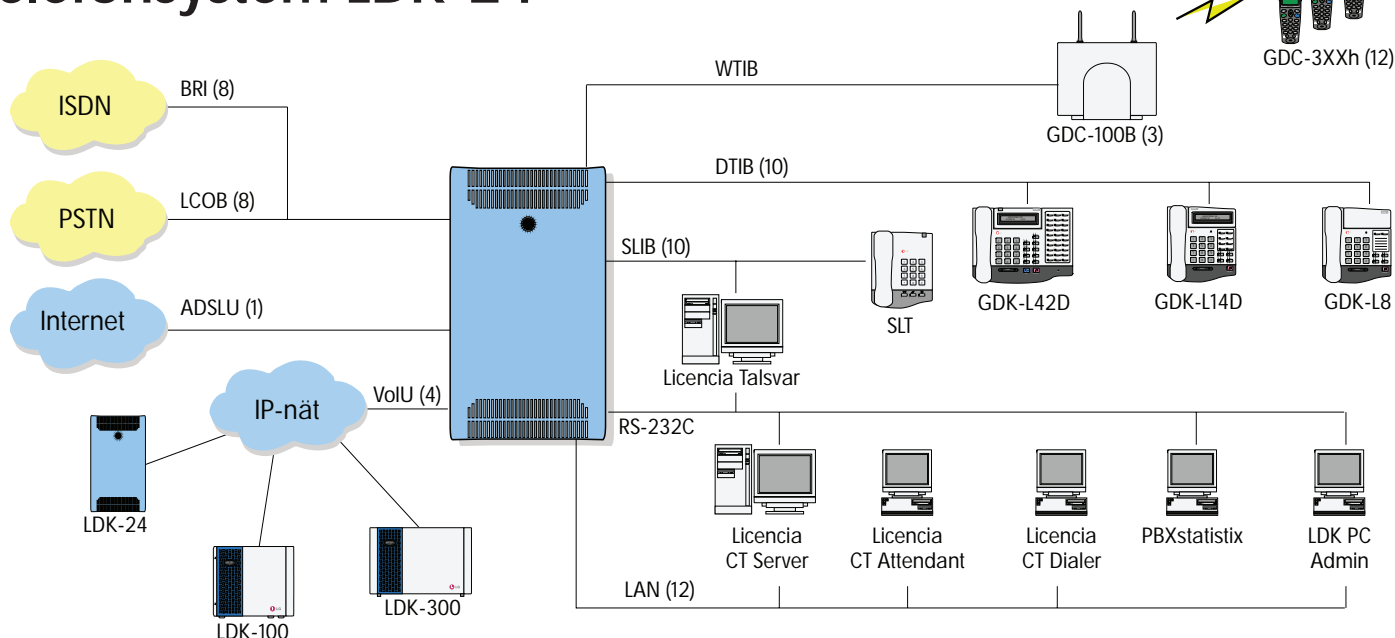 ISDN
BRI (8)
PSTN
LCOB (8)
Internet
ADSLU (1)
IP-nät
VoIU (4)
LDK-24
LDK-100
LDK-300
WTIB
GDC-100B (3)
GDC-3XXh (12)
DTIB (10)
GDK-L42D
GDK-L14D
GDK-L8
SLIB (10)
SLT
Licencia Talsvar
RS-232C
Licencia
CT Server
Licencia
CT Attendant
Licencia
CT Dialer
PBXstatistix
LDK PC
Admin
LAN (12)